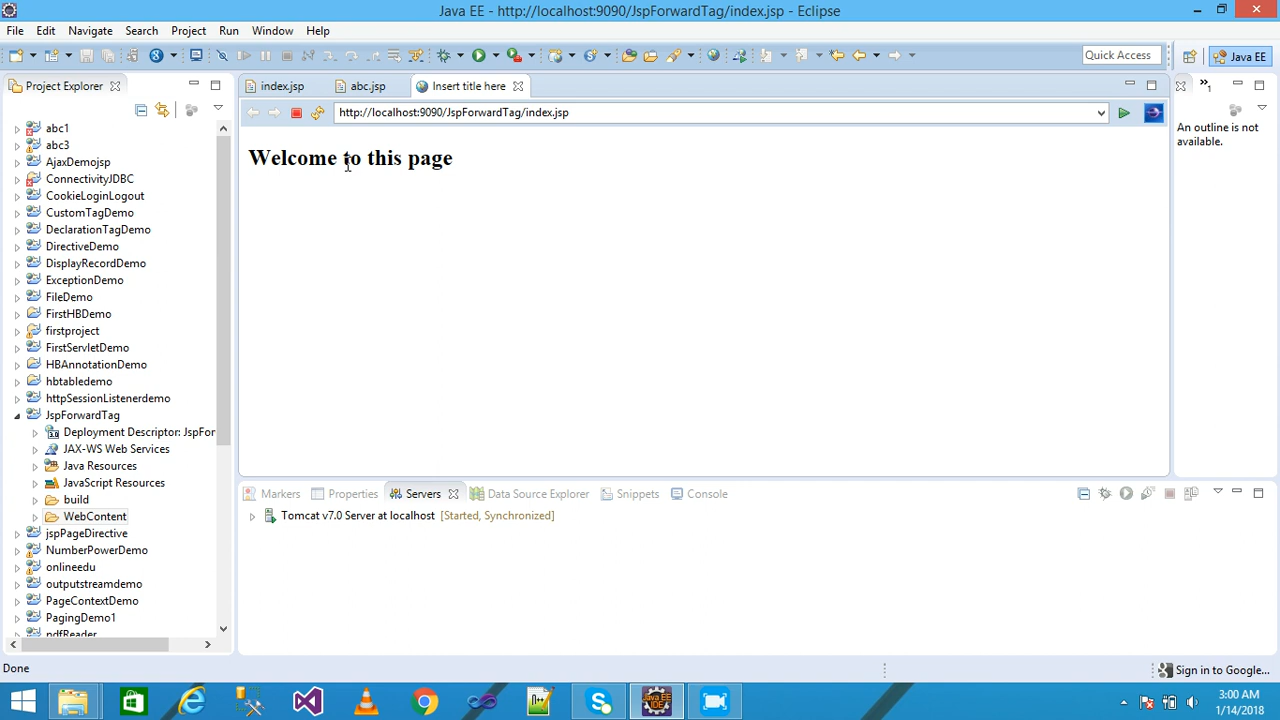 Java EE - http://localhost:9090/JspForwardTag/index.jsp - Eclipse
File Edit Navigate Search Project Run Window Help
Quick Access
Java EE
Project Explorer
index.jsp
abc.jsp
Insert title here
http://localhost:9090/JspForwardTag/index.jsp
Welcome to this page
An outline is not
available.
abc1
abc3
AjaxDemojsp
ConnectivityJDBC
CookieLoginLogout
CustomTagDemo
DeclarationTagDemo
DirectiveDemo
DisplayRecordDemo
ExceptionDemo
FileDemo
FirstHBDemo
firstproject
FirstServletDemo
HBAnnotationDemo
hbtabledemo
httpSessionListenerdemo
JspForwardTag
Deployment Descriptor: JspFor
JAX-WS Web Services
Java Resources
JavaScript Resources
build
WebContent
jspPageDirective
NumberPowerDemo
onlineedu
outputstreamdemo
PageContextDemo
PagingDemo1
pdfReader
Markers
Properties
Servers
Data Source Explorer
Snippets
Console
Tomcat v7.0 Server at localhost [Started, Synchronized]
Done
Sign in to Google...
3:00 AM
1/14/2018